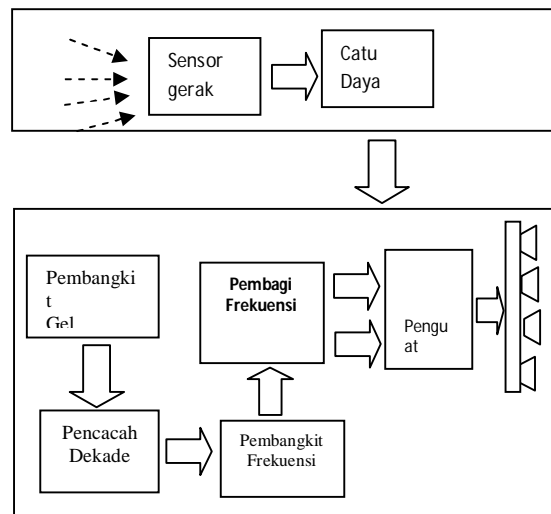 Sensor
gerak
Catu
Daya
Pembangki
t
Gel
Pembagi
Frekuensi
Pengu
at
Pencacah
Dekade
Pembangkit
Frekuensi